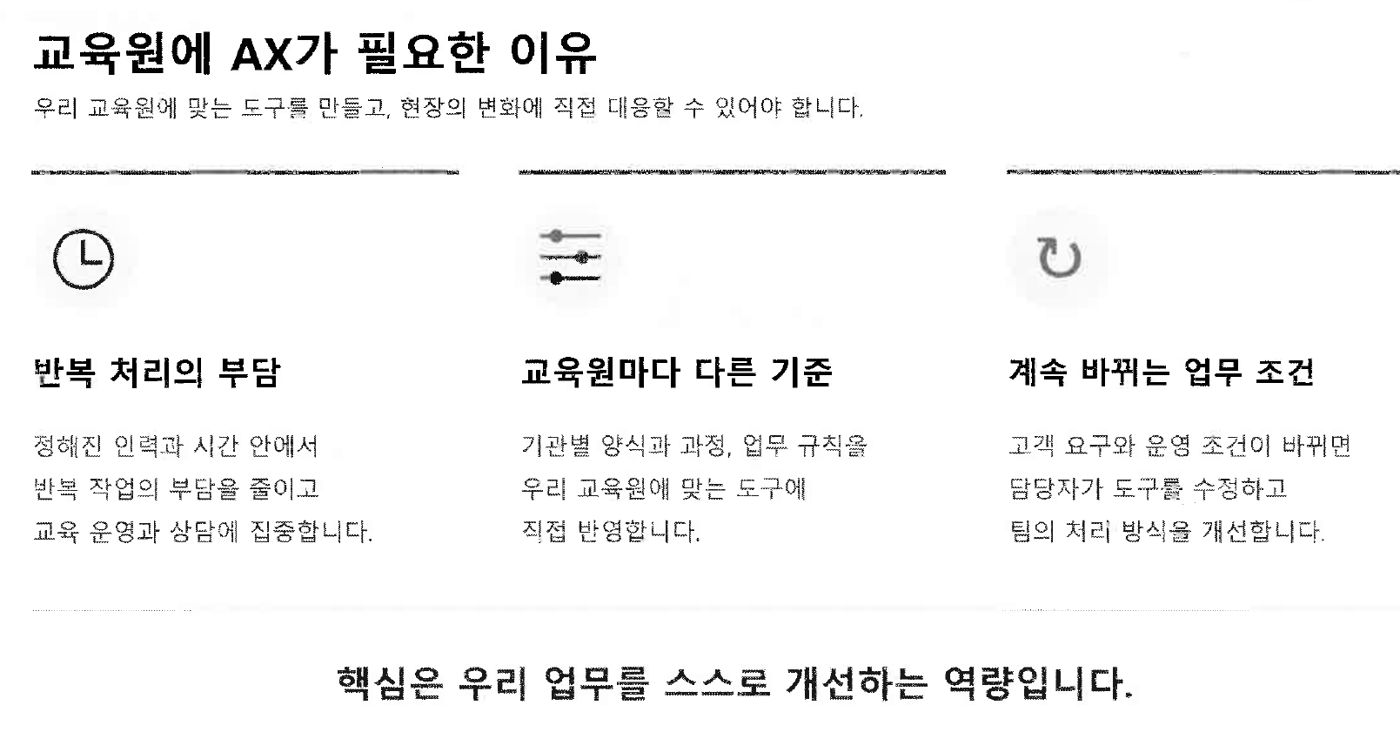 교육원에 AX가 필요한 이유
우리 교육원에 맞는 도구를 만들고, 현장의 변화에 직접 대응할 수 있어야 합니다.
반복 처리의 부담
정해진 인력과 시간 안에서
반복 작업의 부담을 줄이고
교육 운영과 상담에 집중합니다.
교육원마다 다른 기준
기관별 양식과 과정, 업무 규칙을
우리 교육원에 맞는 도구에
직접 반영합니다.
계속 바뀌는 업무 조건
고객 요구와 운영 조건이 바뀌면
담당자가 도구를 수정하고
팀의 처리 방식을 개선합니다.
핵심은 우리 업무를 스스로 개선하는 역량입니다.